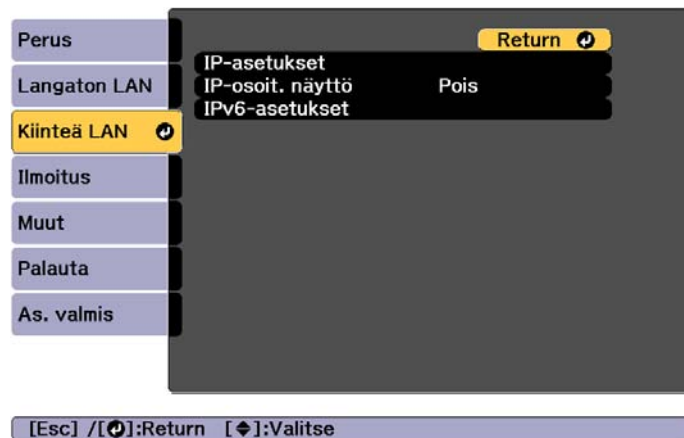 Perus
Langaton LAN
Kiinteä LAN
Ilmoitus
Muut
Palauta
As. valmis
Return
IP-asetukset
IP-osoit. näyttö Pois
IPv6-asetukset
[Esc] /[⏎]:Return [◆]:Valitse